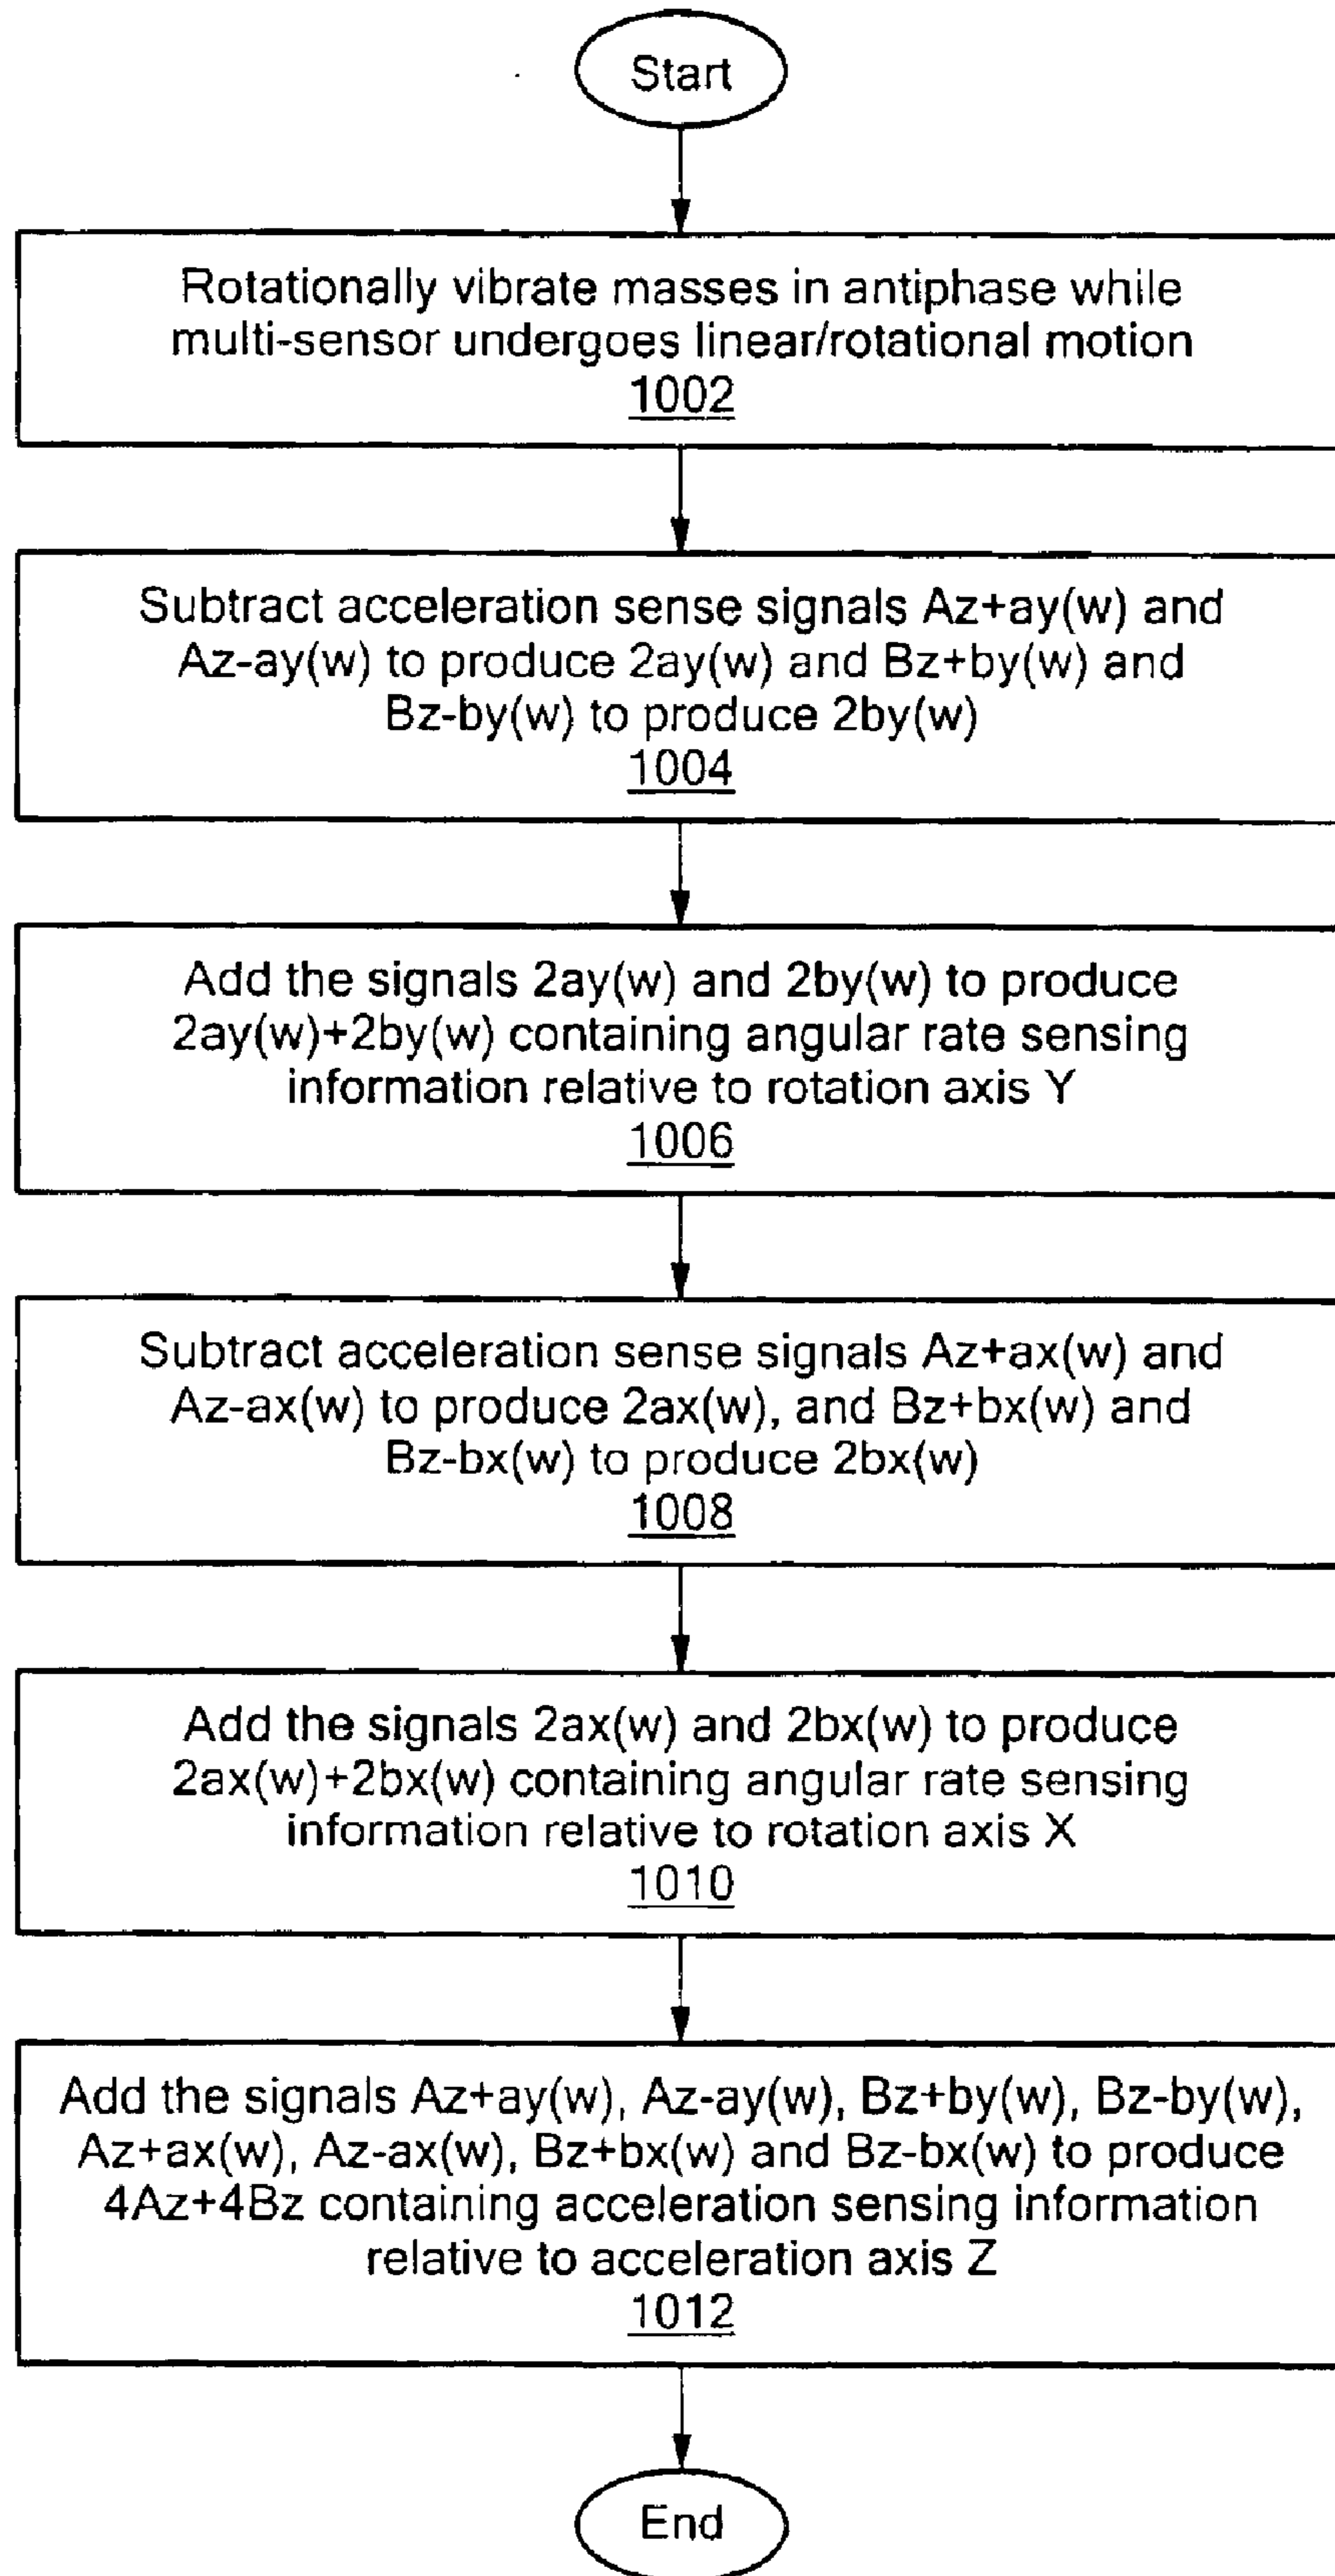 Start
Rotationally vibrate masses in antiphase while
multi-sensor undergoes linear/rotational motion
1002
Subtract acceleration sense signals Az+ay(w) and
Az-ay(w) to produce 2ay(w) and Bz+by(w) and
Bz-by(w) to produce 2by(w)
1004
Add the signals 2ay(w) and 2by(w) to produce
2ay(w)+2by(w) containing angular rate sensing
information relative to rotation axis Y
1006
Subtract acceleration sense signals Az+ax(w) and
Az-ax(w) to produce 2ax(w), and Bz+bx(w) and
Bz-bx(w) to produce 2bx(w)
1008
Add the signals 2ax(w) and 2bx(w) to produce
2ax(w)+2bx(w) containing angular rate sensing
information relative to rotation axis X
1010
Add the signals Az+ay(w), Az-ay(w), Bz+by(w), Bz-by(w),
Az+ax(w), Az-ax(w), Bz+bx(w) and Bz-bx(w) to produce
4Az+4Bz containing acceleration sensing information
relative to acceleration axis Z
1012
End